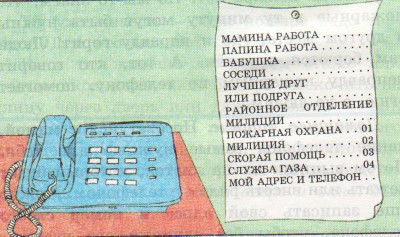 МАМИНА РАБОТА . . . . . . . .
ПАПИНА РАБОТА . . . . . . . .
БАБУШКА . . . . . . . . . . . . . .
СОСЕДИ . . . . . . . . . . . . . . . .
ЛУЧШИЙ ДРУГ
ИЛИ ПОДРУГА . . . . . . . . . .
РАЙОННОЕ ОТДЕЛЕНИЕ
МИЛИЦИИ . . . . . . . . . . . . .
ПОЖАРНАЯ ОХРАНА . . . 01
МИЛИЦИЯ . . . . . . . . . . . . 02
СКОРАЯ ПОМОЩЬ . . . . . 03
СЛУЖБА ГАЗА . . . . . . . . . 04
МОЙ АДРЕС И ТЕЛЕФОН . .